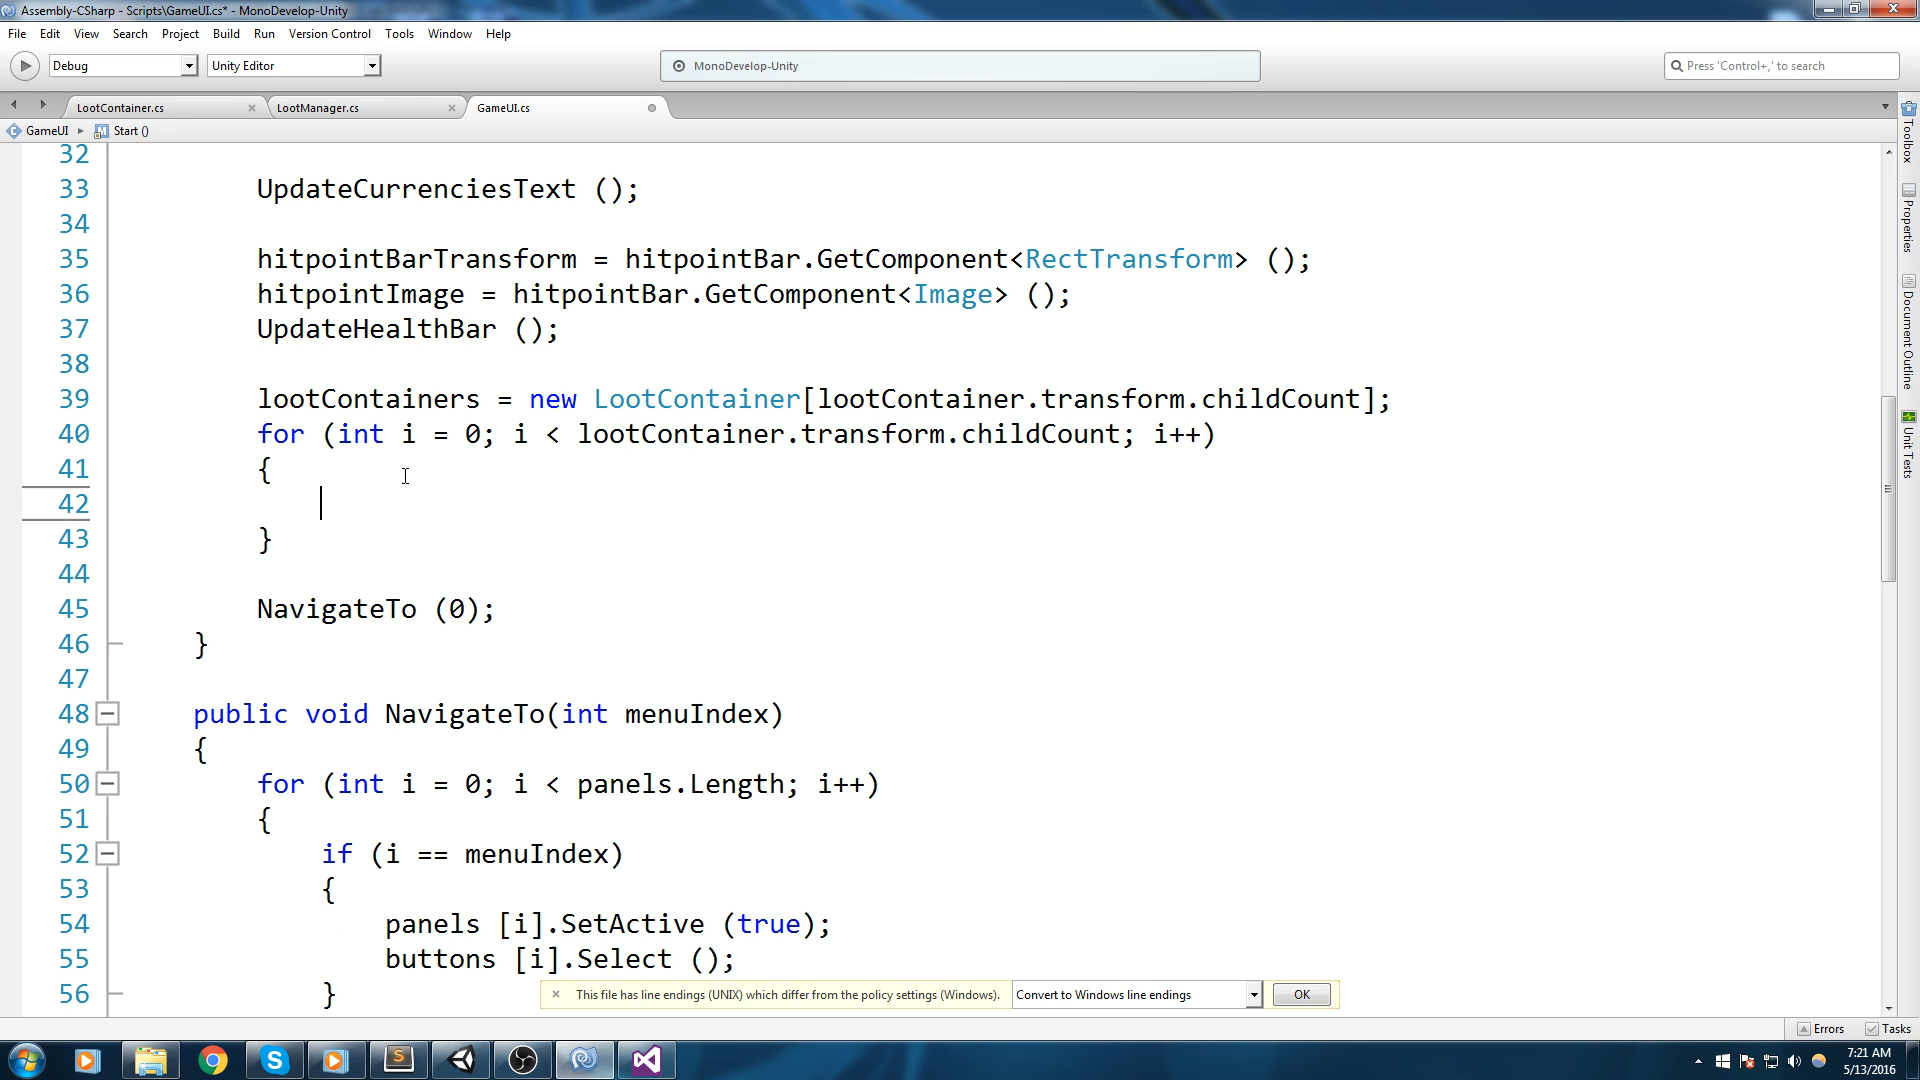 Assembly-CSharp - Scripts\GameUI.cs* - MonoDevelop-Unity
File Edit View Search Project Build Run Version Control Tools Window Help
Debug Unity Editor MonoDevelop-Unity Press 'Control+,' to search
LootContainer.cs LootManager.cs GameUI.cs
GameUI Start ()
32
33 UpdateCurrenciesText ();
34
35 hitpointBarTransform = hitpointBar.GetComponent<RectTransform> ();
36 hitpointImage = hitpointBar.GetComponent<Image> ();
37 UpdateHealthBar ();
38
39 lootContainers = new LootContainer[lootContainer.transform.childCount];
40 for (int i = 0; i < lootContainer.transform.childCount; i++)
41 {
42
43 }
44
45 NavigateTo (0);
46 }
47
48 public void NavigateTo(int menuIndex)
49 {
50 for (int i = 0; i < panels.Length; i++)
51 {
52 if (i == menuIndex)
53 {
54 panels [i].SetActive (true);
55 buttons [i].Select ();
56 }
This file has line endings (UNIX) which differ from the policy settings (Windows). Convert to Windows line endings OK
Toolbox
Properties
Document Outline
Unit Tests
Errors Tasks
7:21 AM
5/13/2016